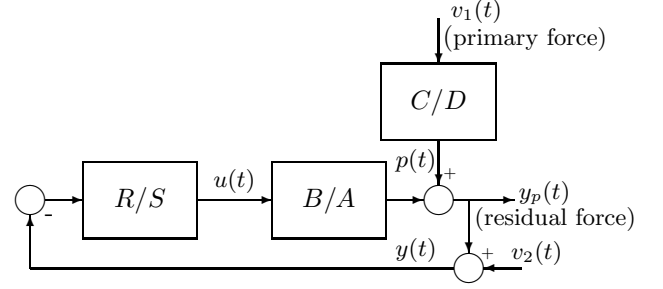 v₁(t)
(primary force)
C/D
p(t)
+
R/S
u(t)
B/A
yₚ(t)
-
(residual force)
y(t)
+
v₂(t)